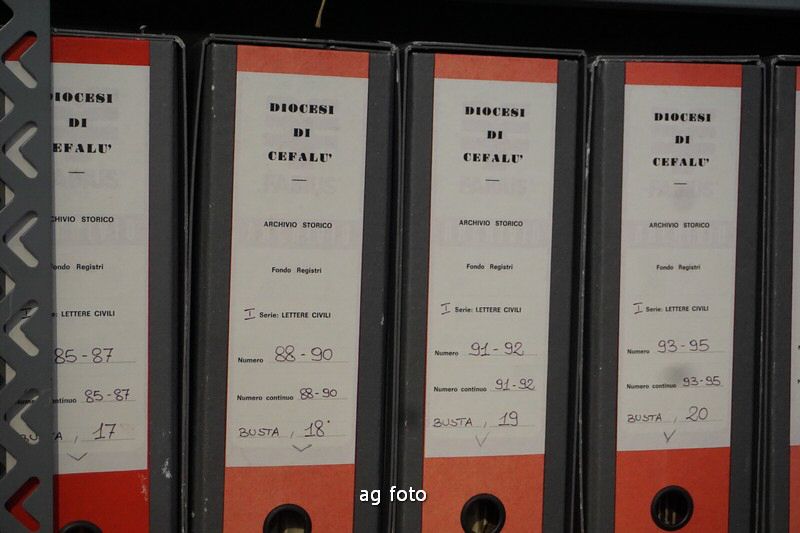 DIOCESI
DI
CEFALU'
ARCHIVIO STORICO
Fondo Registri
I Serie: LETTERE CIVILI
85-87
85-87
17
DIOCESI
DI
CEFALU'
ARCHIVIO STORICO
Fondo Registri
I Serie: LETTERE CIVILI
Numero 88-90
Numero continuo 88-90
BUSTA, 18
DIOCESI
DI
CEFALU'
ARCHIVIO STORICO
Fondo Registri
I Serie: LETTERE CIVILI
Numero 91-92
Numero continuo 91-92
BUSTA, 19
DIOCESI
DI
CEFALU'
ARCHIVIO STORICO
Fondo Registri
I Serie: LETTERE CIVILI
Numero 93-95
Numero continuo 93-95
BUSTA, 20
ag foto